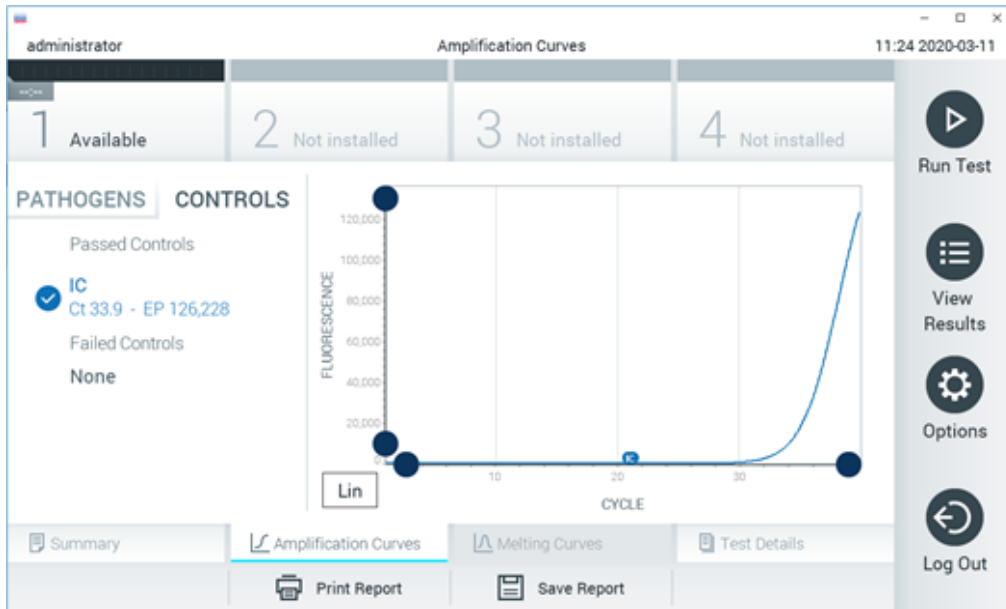 administrator
Amplification Curves
11:24 2020-03-11
--:--
1 Available
2 Not installed
3 Not installed
4 Not installed
Run Test
View
Results
Options
Log Out
PATHOGENS
CONTROLS
Passed Controls
IC
Ct 33.9 - EP 126,228
Failed Controls
None
FLUORESCENCE
120,000
100,000
80,000
60,000
40,000
20,000
0
IC
10
20
30
CYCLE
Lin
Summary
Amplification Curves
Melting Curves
Test Details
Print Report
Save Report